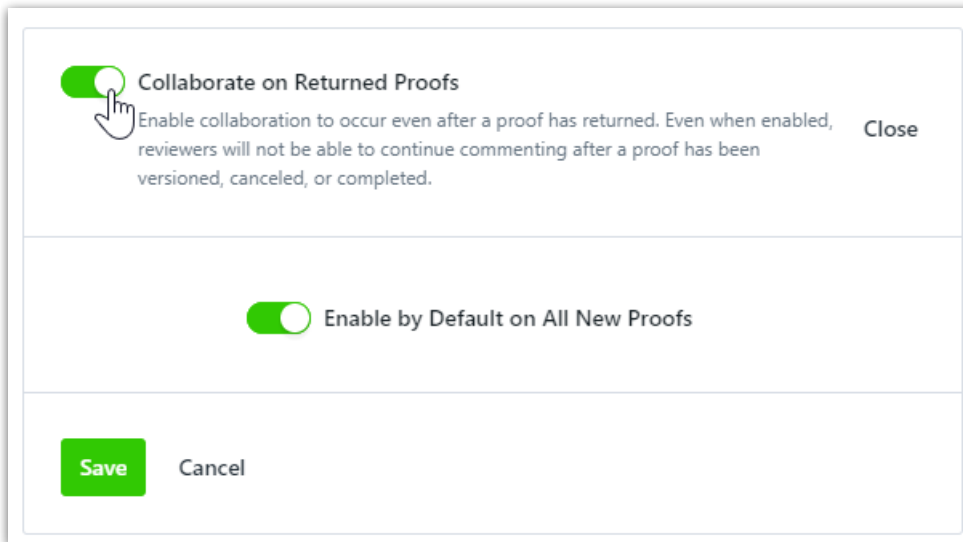 Collaborate on Returned Proofs
Enable collaboration to occur even after a proof has returned. Even when enabled,
reviewers will not be able to continue commenting after a proof has been
versioned, canceled, or completed.
Close
Enable by Default on All New Proofs
Save
Cancel